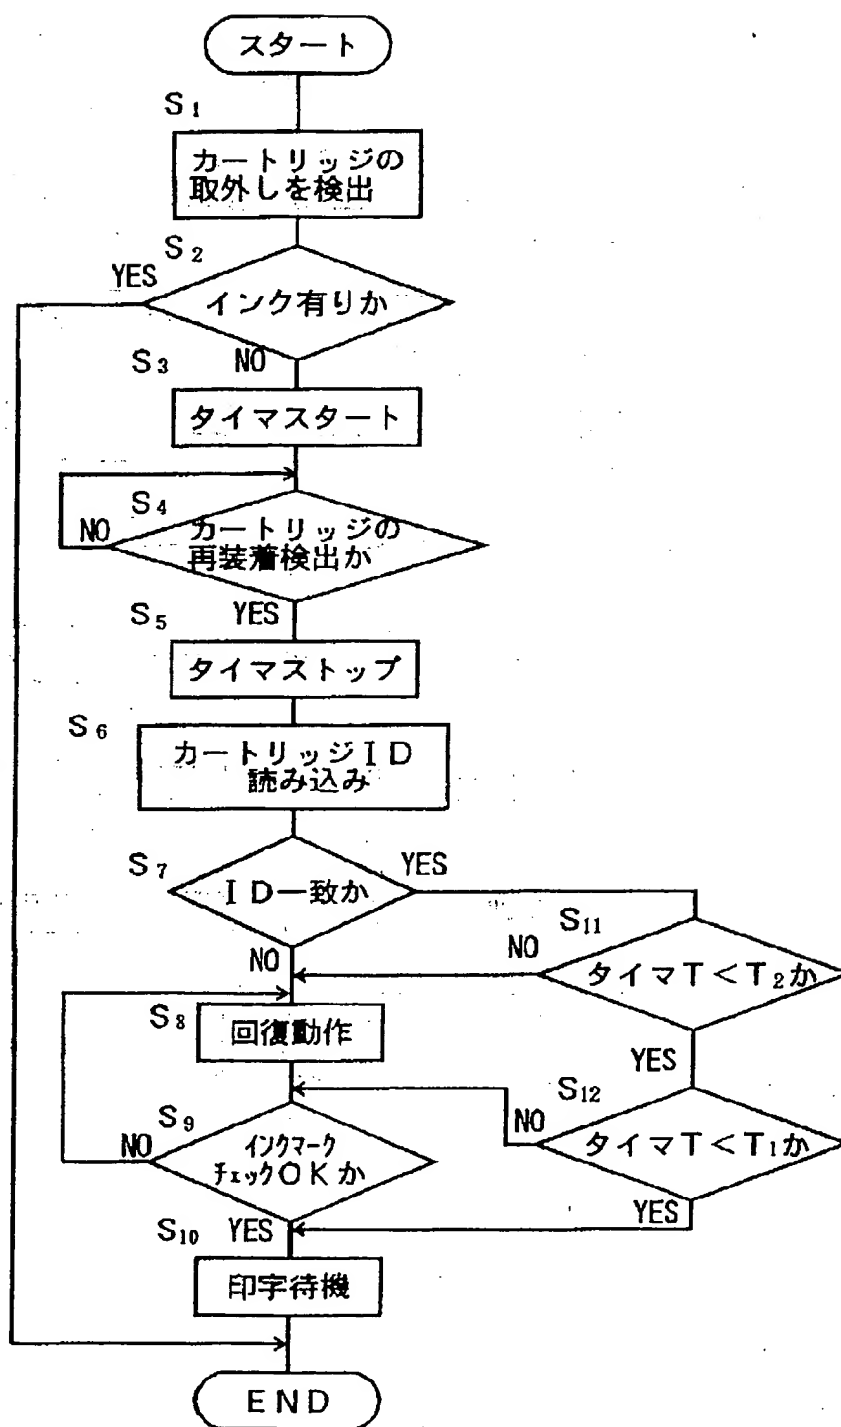 スタート
S1
カートリッジの
取外しを検出
S2
YES
インク有りか
S3
NO
タイマスタート
S4
NO
カートリッジの
再装着検出か
S5
YES
タイマストップ
S6
カートリッジＩＤ
読み込み
S7
YES
ＩＤ一致か
S11
NO
NO
タイマＴ＜Ｔ2か
S8
回復動作
YES
S12
S9
NO
NO
インクマーク
チェックＯＫか
タイマＴ＜Ｔ1か
S10
YES
YES
印字待機
ＥＮＤ